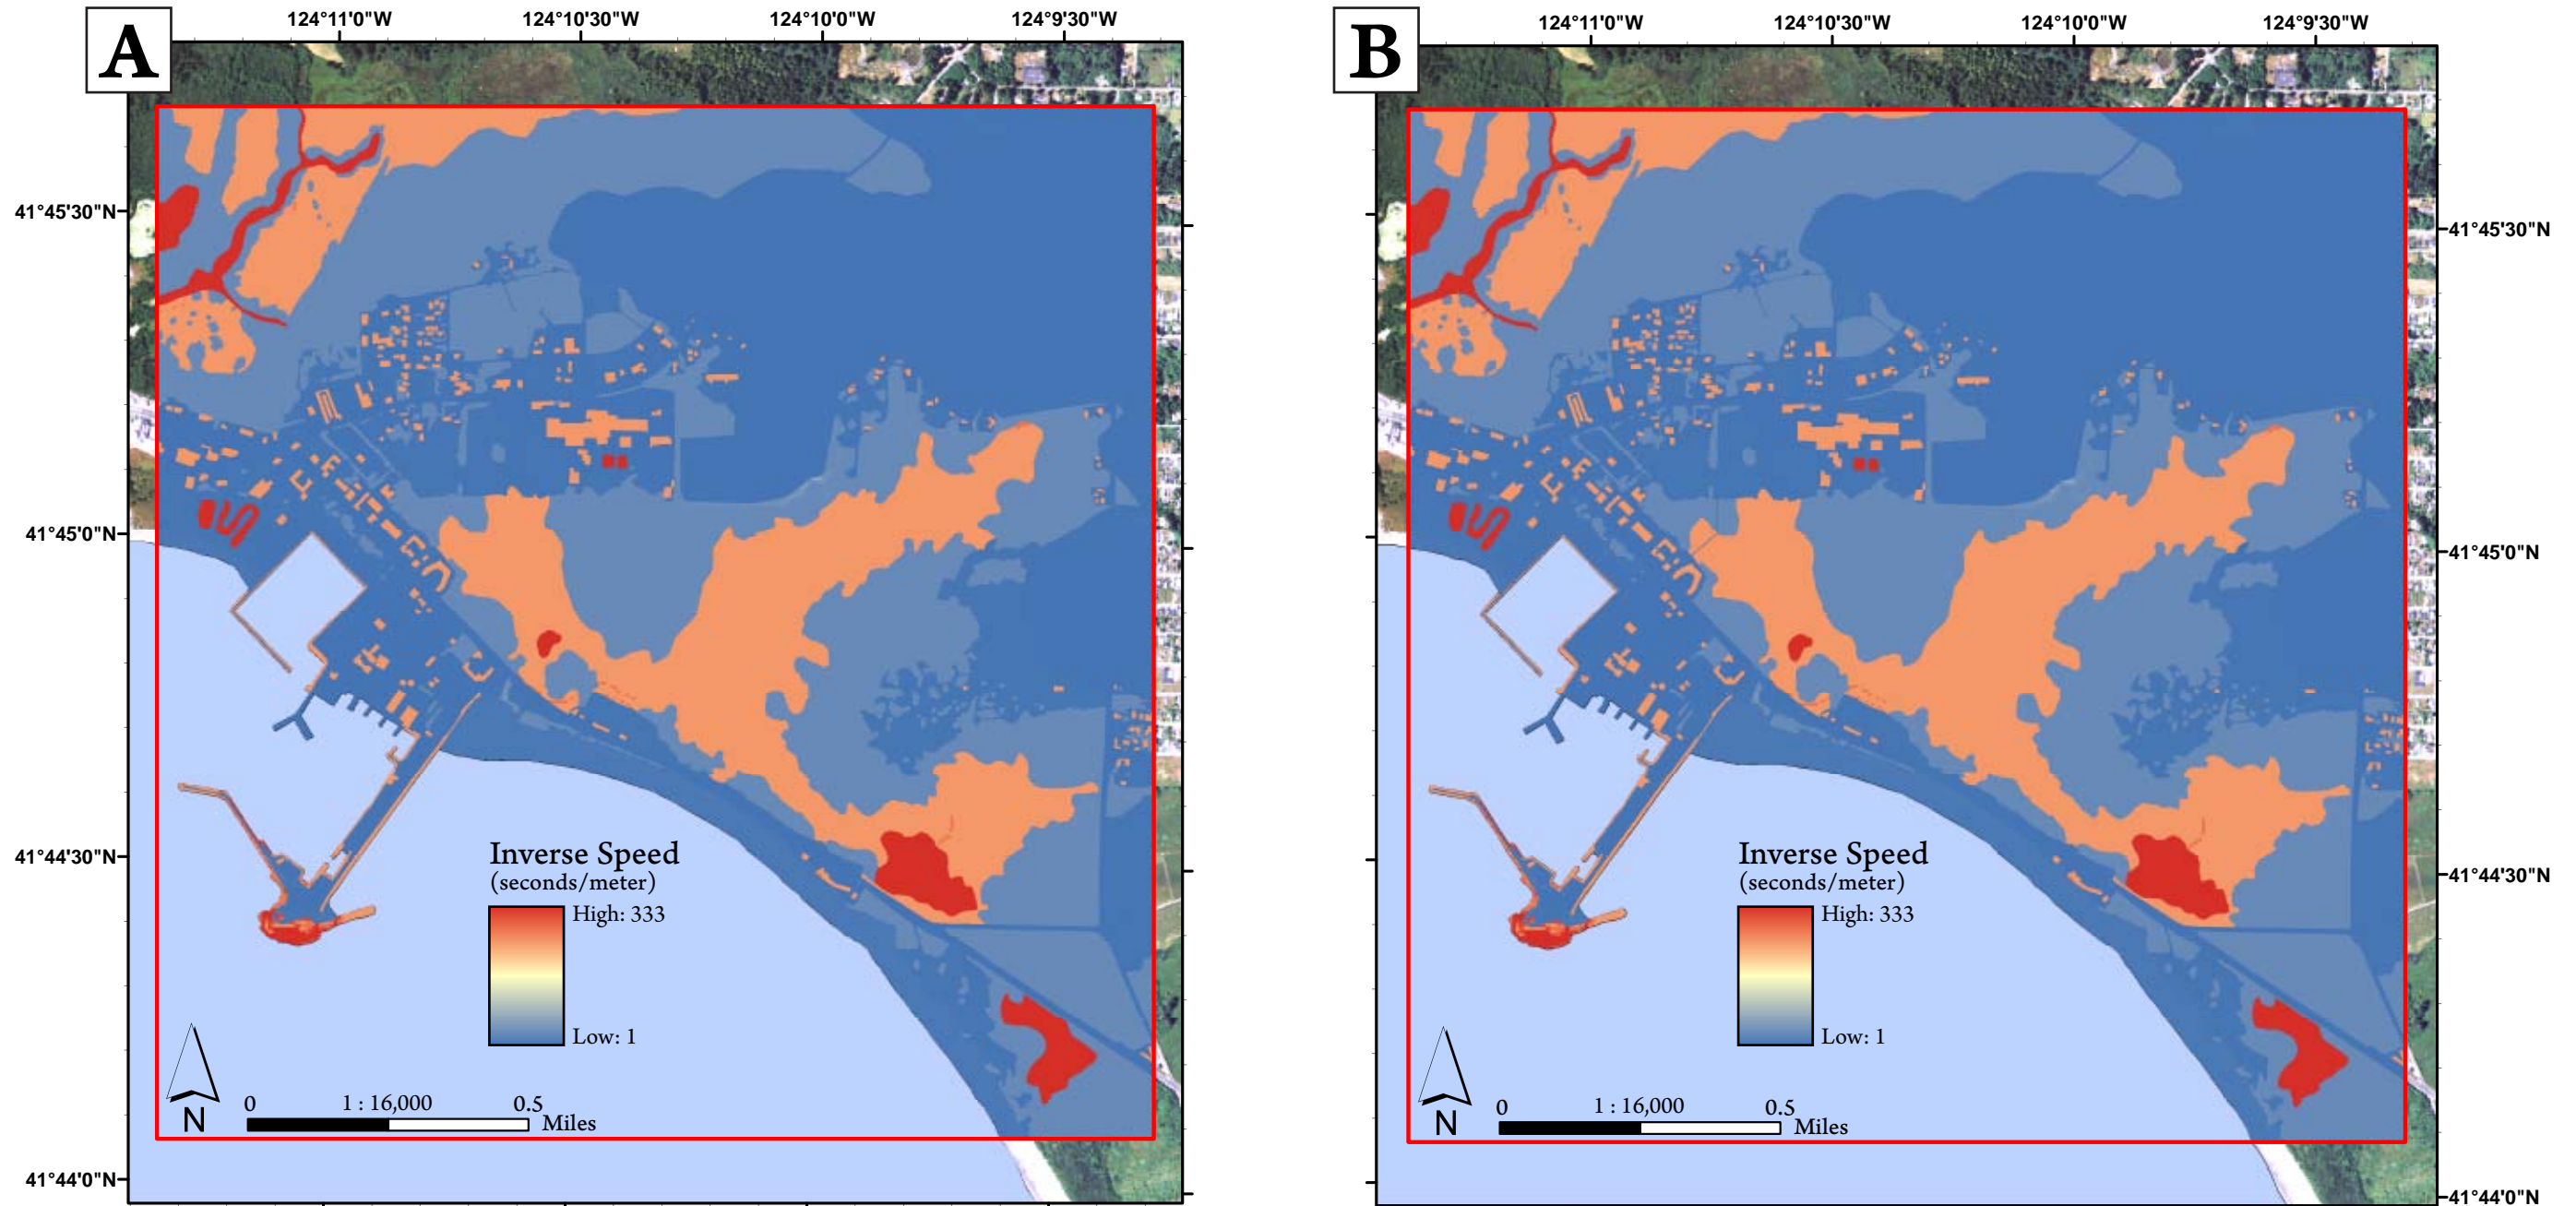 A
124°11'0"W 124°10'30"W 124°10'0"W 124°9'30"W
41°45'30"N
41°45'0"N
41°44'30"N
41°44'0"N
Inverse Speed
(seconds/meter)
High: 333
Low: 1
N
0 1 : 16,000 0.5
Miles
B
124°11'0"W 124°10'30"W 124°10'0"W 124°9'30"W
41°45'30"N
41°45'0"N
41°44'30"N
41°44'0"N
Inverse Speed
(seconds/meter)
High: 333
Low: 1
N
0 1 : 16,000 0.5
Miles